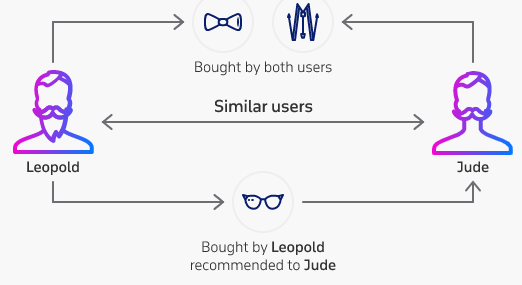 Bought by both users
Similar users
Leopold
Jude
Bought by Leopold
recommended to Jude